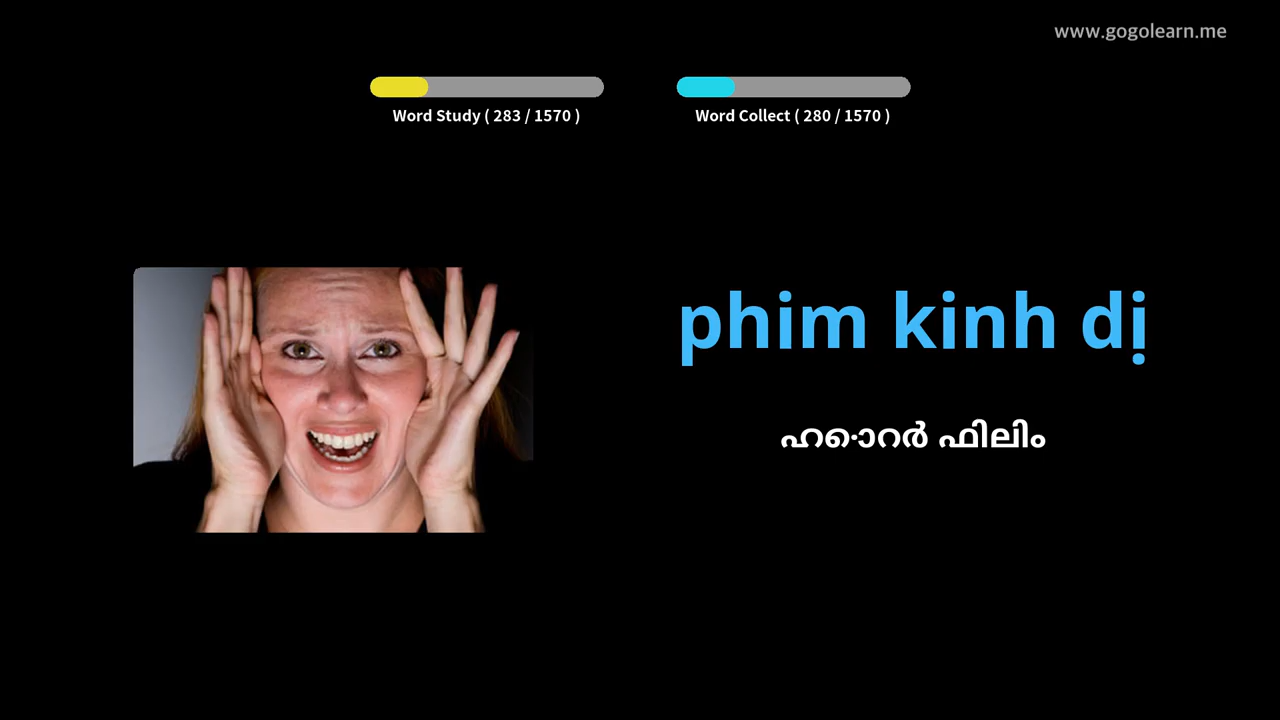 www.gogolearn.me
Word Study ( 283 / 1570 )
Word Collect ( 280 / 1570 )
phim kinh dị
ഹൊറർ ഫിലിം